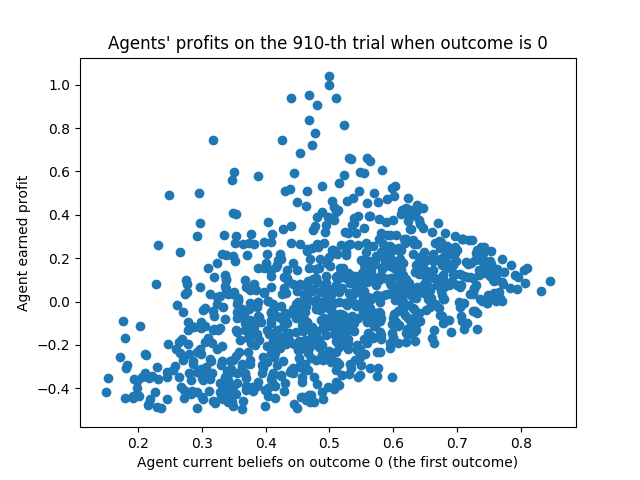 Agents' profits on the 910-th trial when outcome is 0
1.0
0.8
0.6
0.4
0.2
0.0
−0.2
−0.4
Agent earned profit
0.2 0.3 0.4 0.5 0.6 0.7 0.8
Agent current beliefs on outcome 0 (the first outcome)